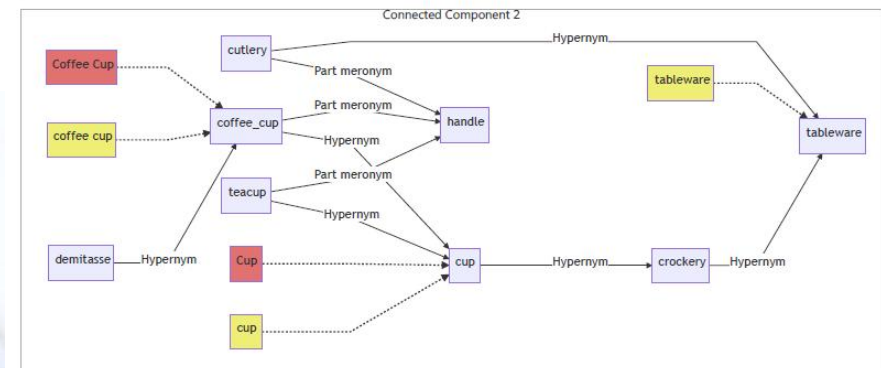 Connected Component 2
Coffee Cup
coffee cup
demitasse
Hypernym
cutlery
coffee_cup
teacup
Cup
cup
Hypernym
Part meronym
Part meronym
Hypernym
Part meronym
Hypernym
handle
cup
Hypernym
crockery
Hypernym
tableware
tableware